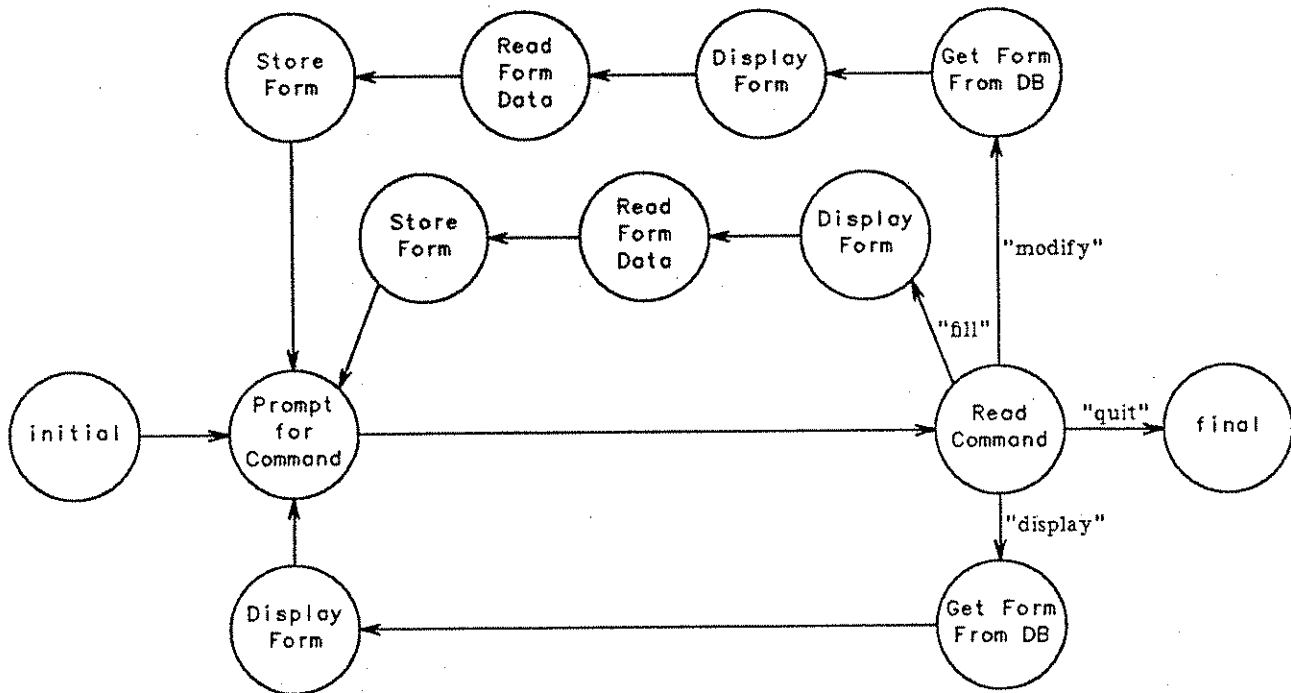 Store
Form
Read
Form
Data
Display
Form
Get Form
From DB
Store
Form
Read
Form
Data
Display
Form
"modify"
"fill"
initial
Prompt
for
Command
Read
Command
"quit"
final
"display"
Display
Form
Get Form
From DB